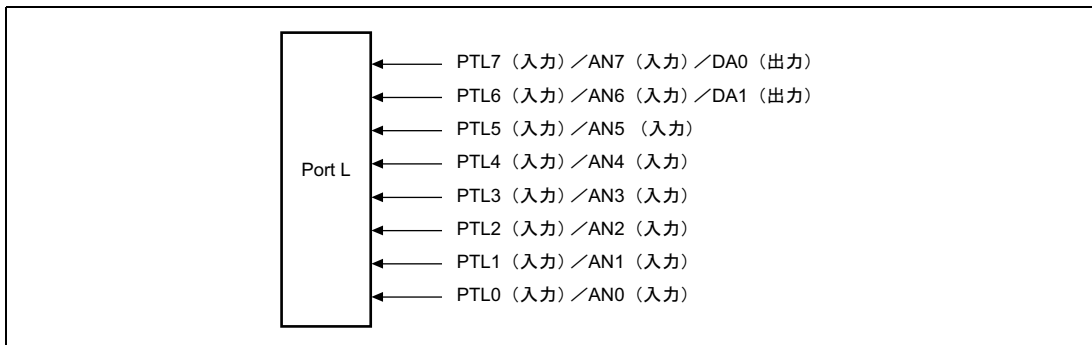 Port L
PTL7（入力）／AN7（入力）／DA0（出力）
PTL6（入力）／AN6（入力）／DA1（出力）
PTL5（入力）／AN5 （入力）
PTL4（入力）／AN4（入力）
PTL3（入力）／AN3（入力）
PTL2（入力）／AN2（入力）
PTL1（入力）／AN1（入力）
PTL0（入力）／AN0（入力）